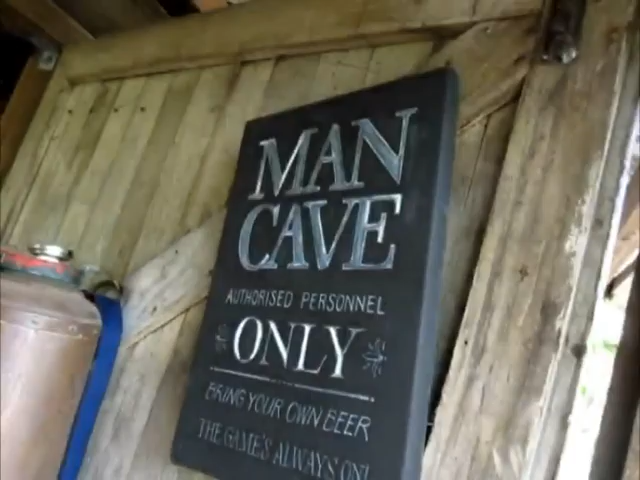 MAN
CAVE
AUTHORISED PERSONNEL
ONLY
BRING YOUR OWN BEER
THE GAME'S ALWAYS ON!